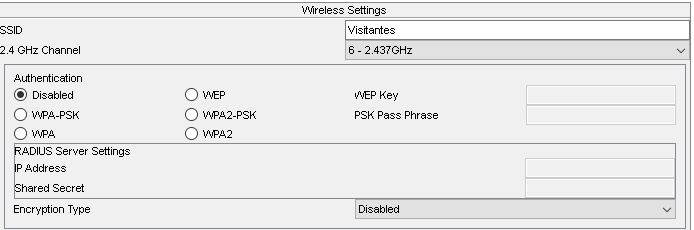 Wireless Settings
SSID Visitantes
2.4 GHz Channel 6 - 2.437GHz
Authentication
Disabled WEP WEP Key
WPA-PSK WPA2-PSK PSK Pass Phrase
WPA WPA2
RADIUS Server Settings
IP Address
Shared Secret
Encryption Type Disabled